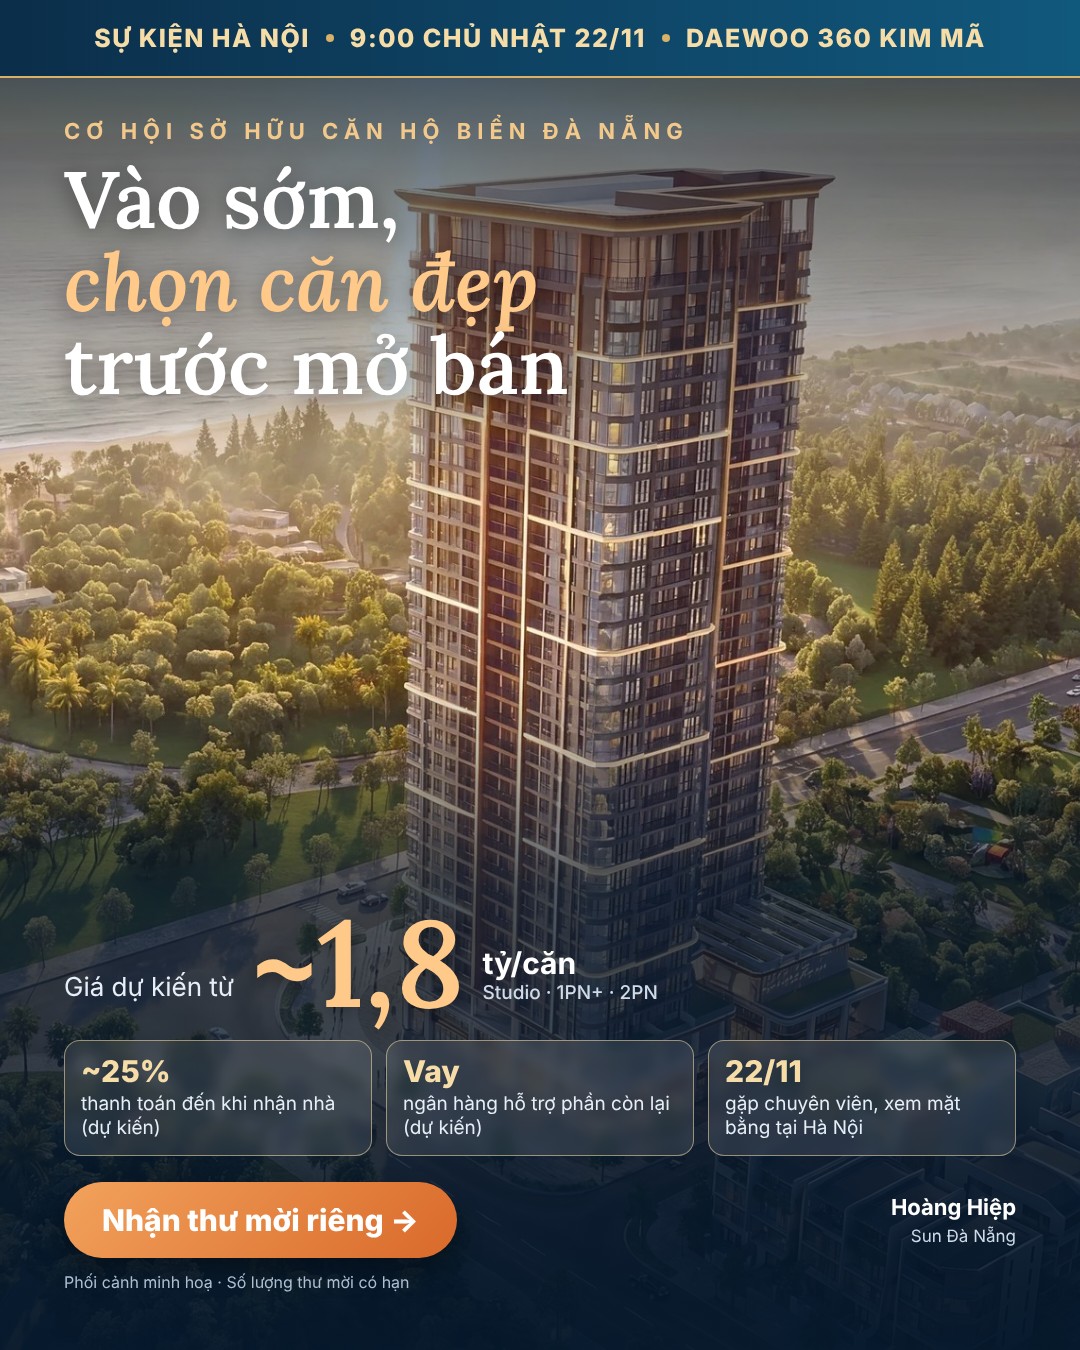 SỰ KIỆN HÀ NỘI • 9:00 CHỦ NHẬT 22/11 • DAEWOO 360 KIM MÃ
CƠ HỘI SỞ HỮU CĂN HỘ BIỂN ĐÀ NẴNG
Vào sớm,
chọn căn đẹp
trước mở bán
Giá dự kiến từ ~1,8 tỷ/căn
Studio · 1PN+ · 2PN
~25%
thanh toán đến khi nhận nhà
(dự kiến)
Vay
ngân hàng hỗ trợ phần còn lại
(dự kiến)
22/11
gặp chuyên viên, xem mặt
bằng tại Hà Nội
Nhận thư mời riêng →
Hoàng Hiệp
Sun Đà Nẵng
Phối cảnh minh hoạ · Số lượng thư mời có hạn